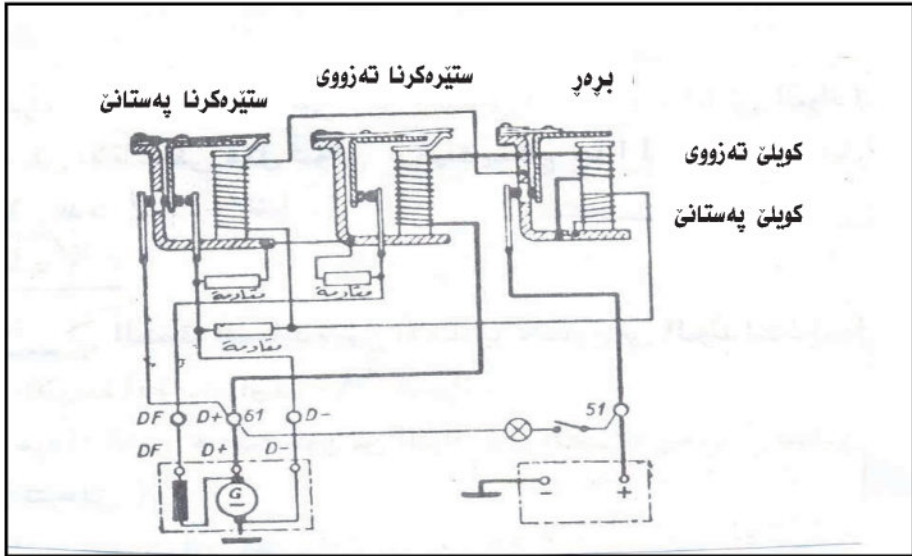 ستێرەکرنا پەستانێ
ستێرەکرنا تەزووی
بڕەڕ
کویلێ تەزووی
کویلێ پەستانێ
مقاومة
مقاومة
مقاومة
DF D+ 61 D- 51
DF D+ D-
G
- +